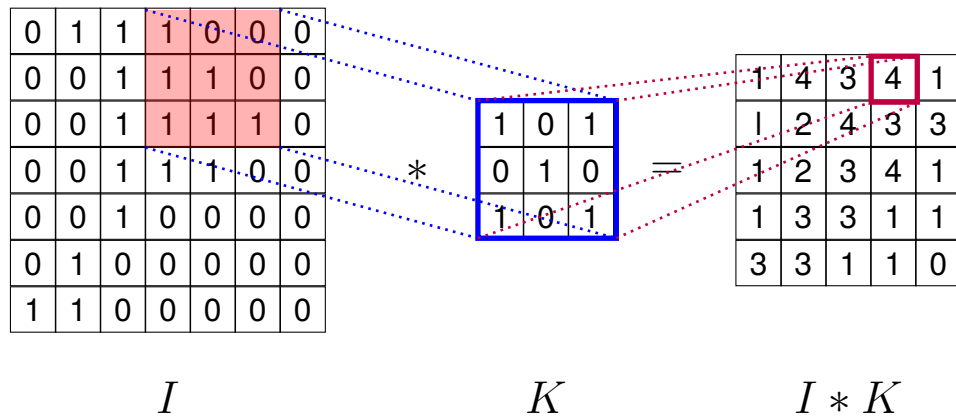 0 1 1 1 0 0 0
0 0 1 1 1 0 0
0 0 1 1 1 1 0
0 0 0 1 1 0 0
0 0 1 0 0 0 0
0 1 0 0 0 0 0
1 1 0 0 0 0 0
*
1 0 1
0 1 0
1 0 1
=
1 4 3 4 1
1 2 4 3 3
1 2 3 4 1
1 3 3 1 1
3 3 1 1 0
I
K
I * K